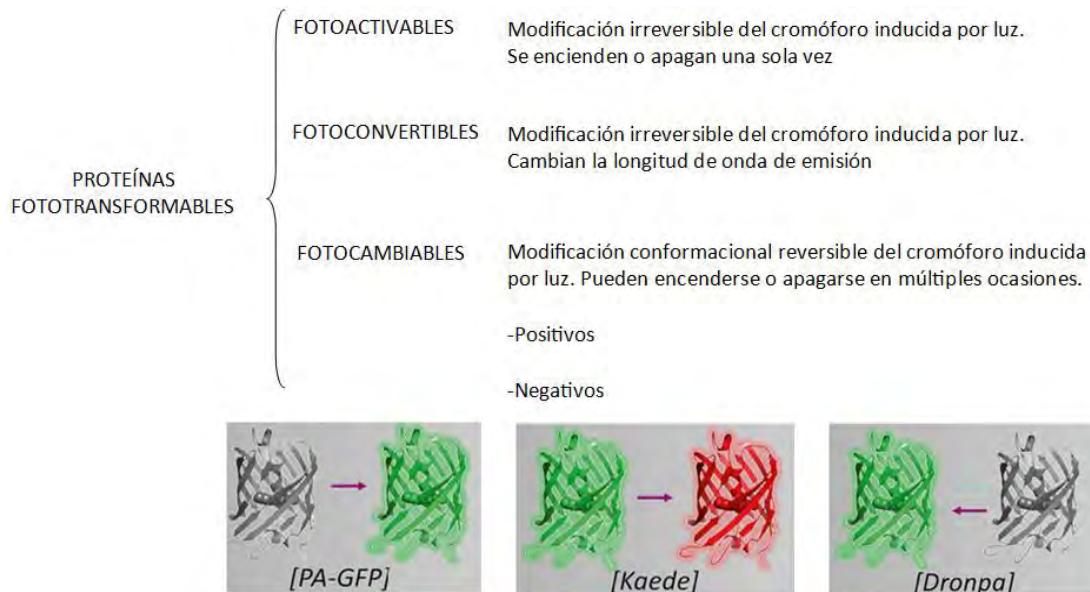 PROTEÍNAS
FOTOTRANSFORMABLES
FOTOACTIVABLES
Modificación irreversible del cromóforo inducida por luz.
Se encienden o apagan una sola vez
FOTOCONVERTIBLES
Modificación irreversible del cromóforo inducida por luz.
Cambian la longitud de onda de emisión
FOTOCAMBIABLES
Modificación conformacional reversible del cromóforo inducida
por luz. Pueden encenderse o apagarse en múltiples ocasiones.
-Positivos
-Negativos
[PA-GFP]
[Kaede]
[Dronpa]